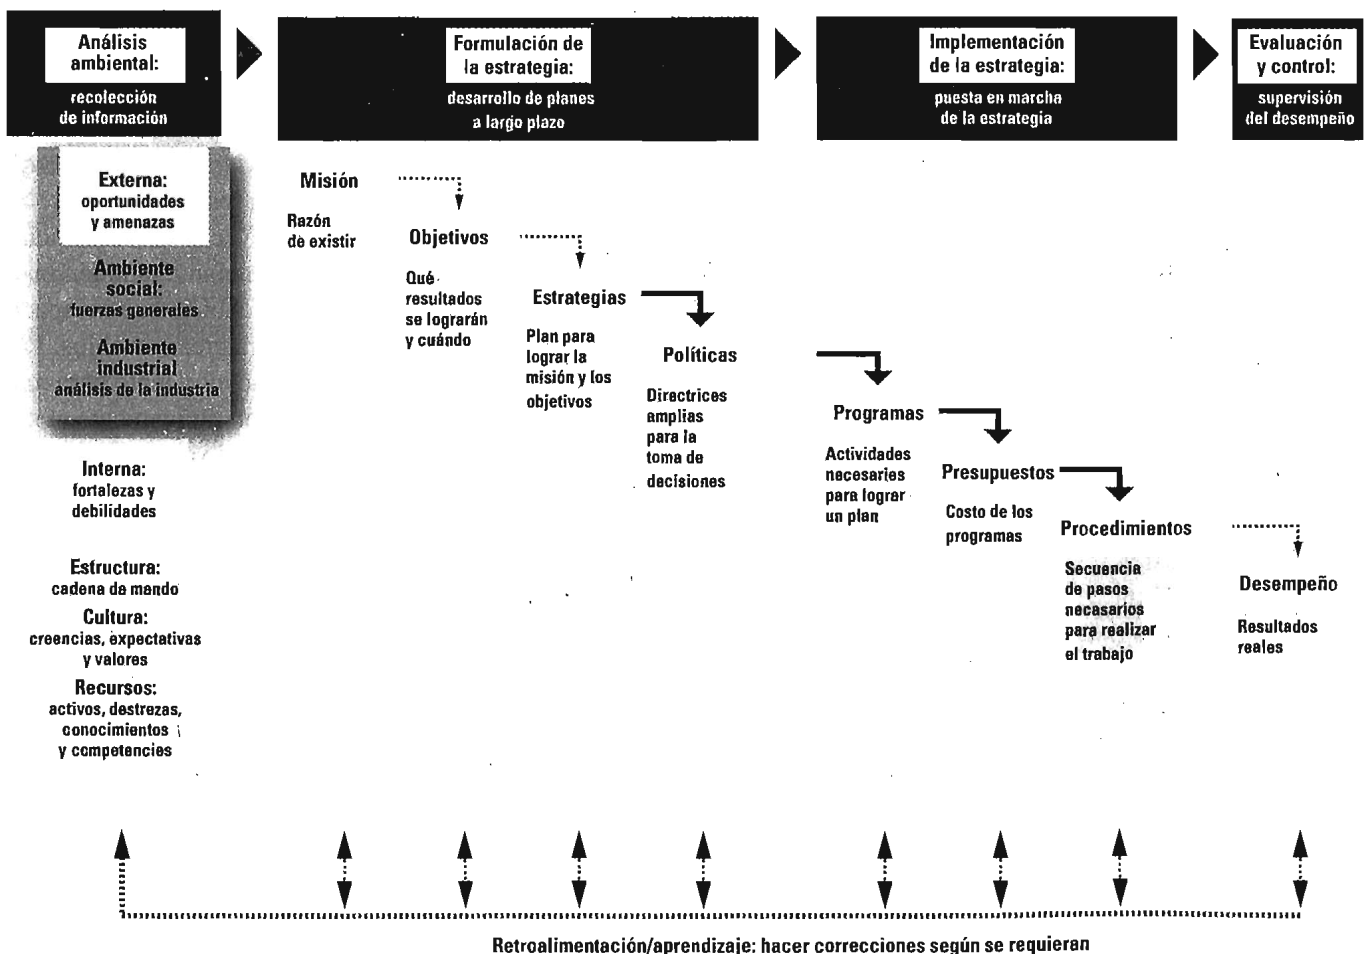 Análisis
ambiental:
recolección
de información
Formulación de
la estrategia:
desarrollo de planes
a largo plazo
Implementación
de la estrategia:
puesta en marcha
de la estrategia
Evaluación
y control:
supervisión
del desempeño
Externa:
oportunidades
y amenazas
Ambiente
social:
fuerzas generales
Ambiente
industrial
análisis de la industria
Interna:
fortalezas y
debilidades
Estructura:
cadena de mando
Cultura:
creencias, expectativas
y valores
Recursos:
activos, destrezas,
conocimientos
y competencies
Misión
Razón
de existir
Objetivos
Qué
resultados
se lograrán
y cuándo
Estrategias
Plan para
lograr la
misión y los
objetivos
Políticas
Directrices
amplias
para la
toma de
decisiones
Programas
Actividades
necesaries
para lograr
un plan
Presupuestos
Costo de los
programas
Procedimientos
Secuencia
de pasos
necasarios
para realizar
el trabajo
Desempeño
Resultados
reales
Retroalimentación/aprendizaje: hacer correcciones según se requieran